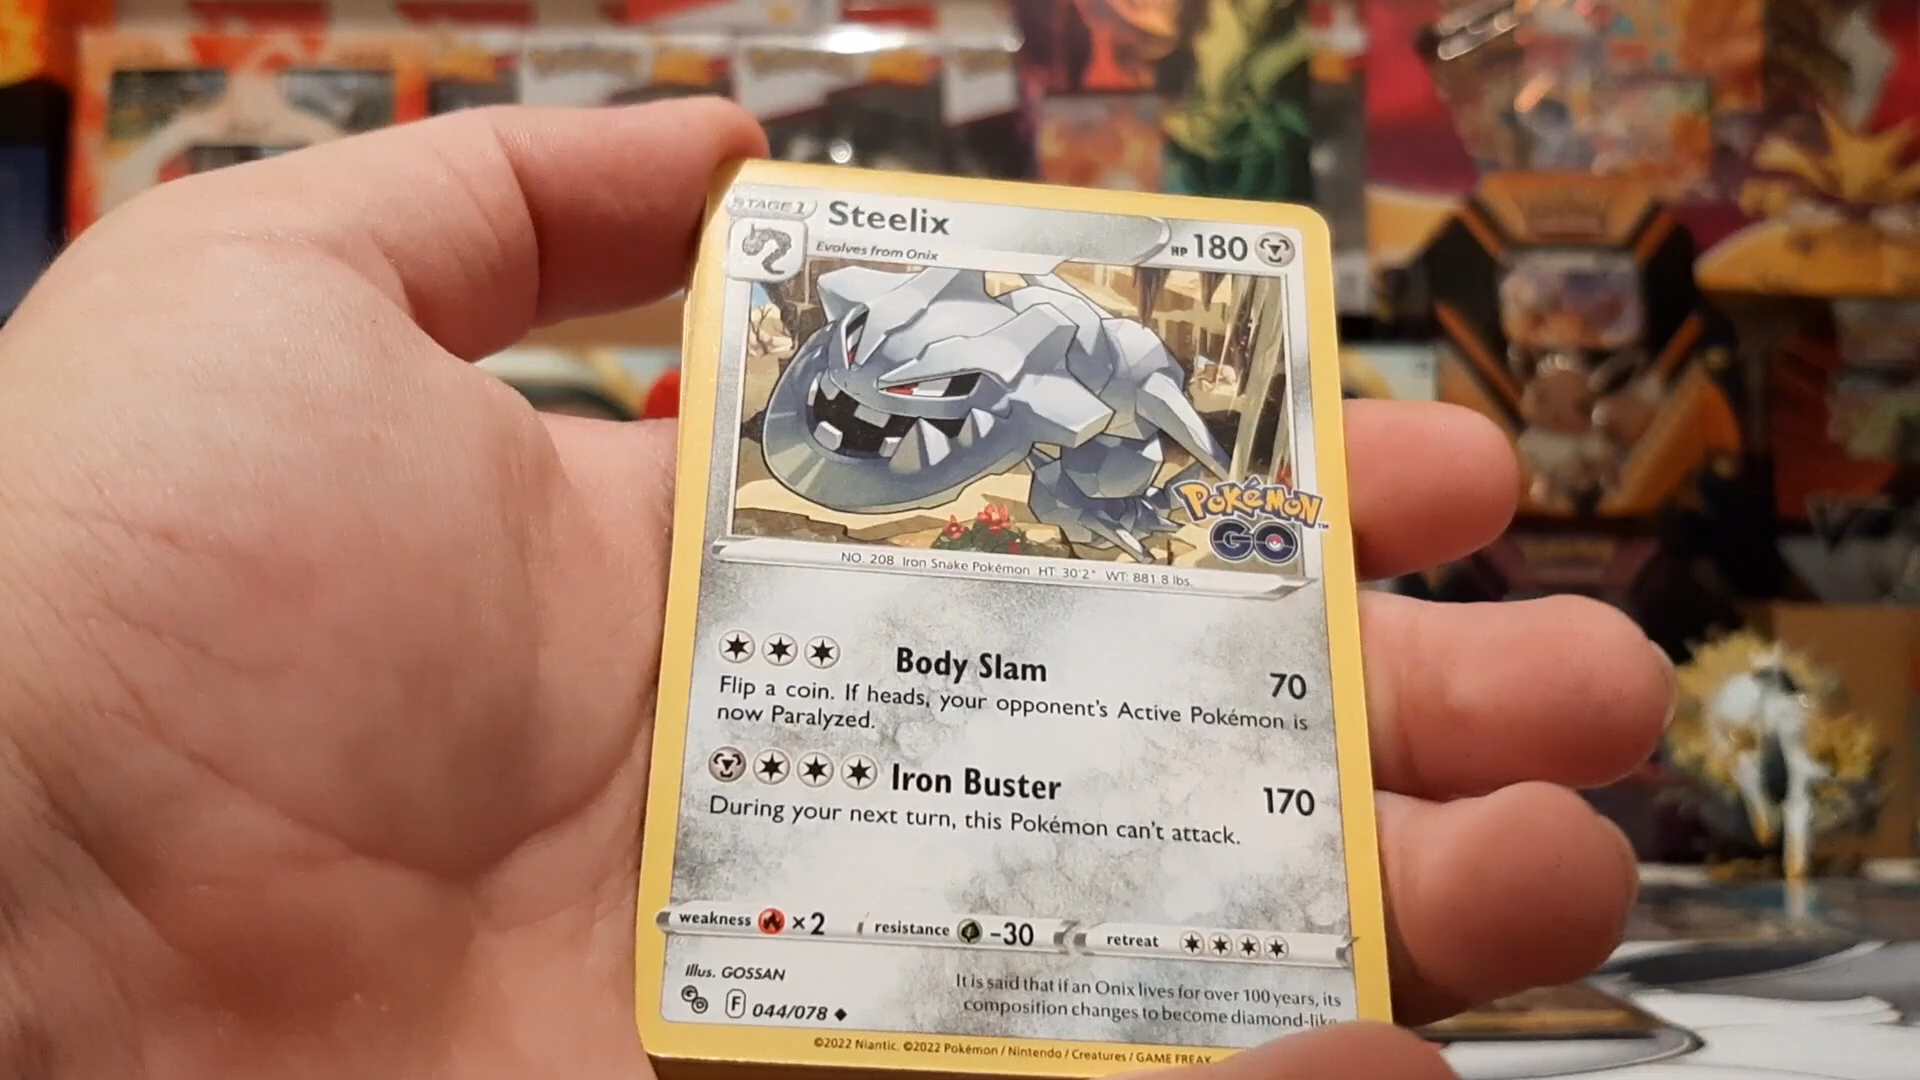 STAGE 1
Steelix
Evolves from Onix
HP 180
POKéMON
GO
TM
NO. 208 Iron Snake Pokémon HT: 30'2" WT: 881.8 lbs.
Body Slam 70
Flip a coin. If heads, your opponent's Active Pokémon is
now Paralyzed.
Iron Buster 170
During your next turn, this Pokémon can't attack.
weakness ×2 resistance -30 retreat
Illus. GOSSAN
It is said that if an Onix lives for over 100 years, its
composition changes to become diamond-like
GO F 044/078
©2022 Niantic. ©2022 Pokémon / Nintendo / Creatures / GAME FREAK